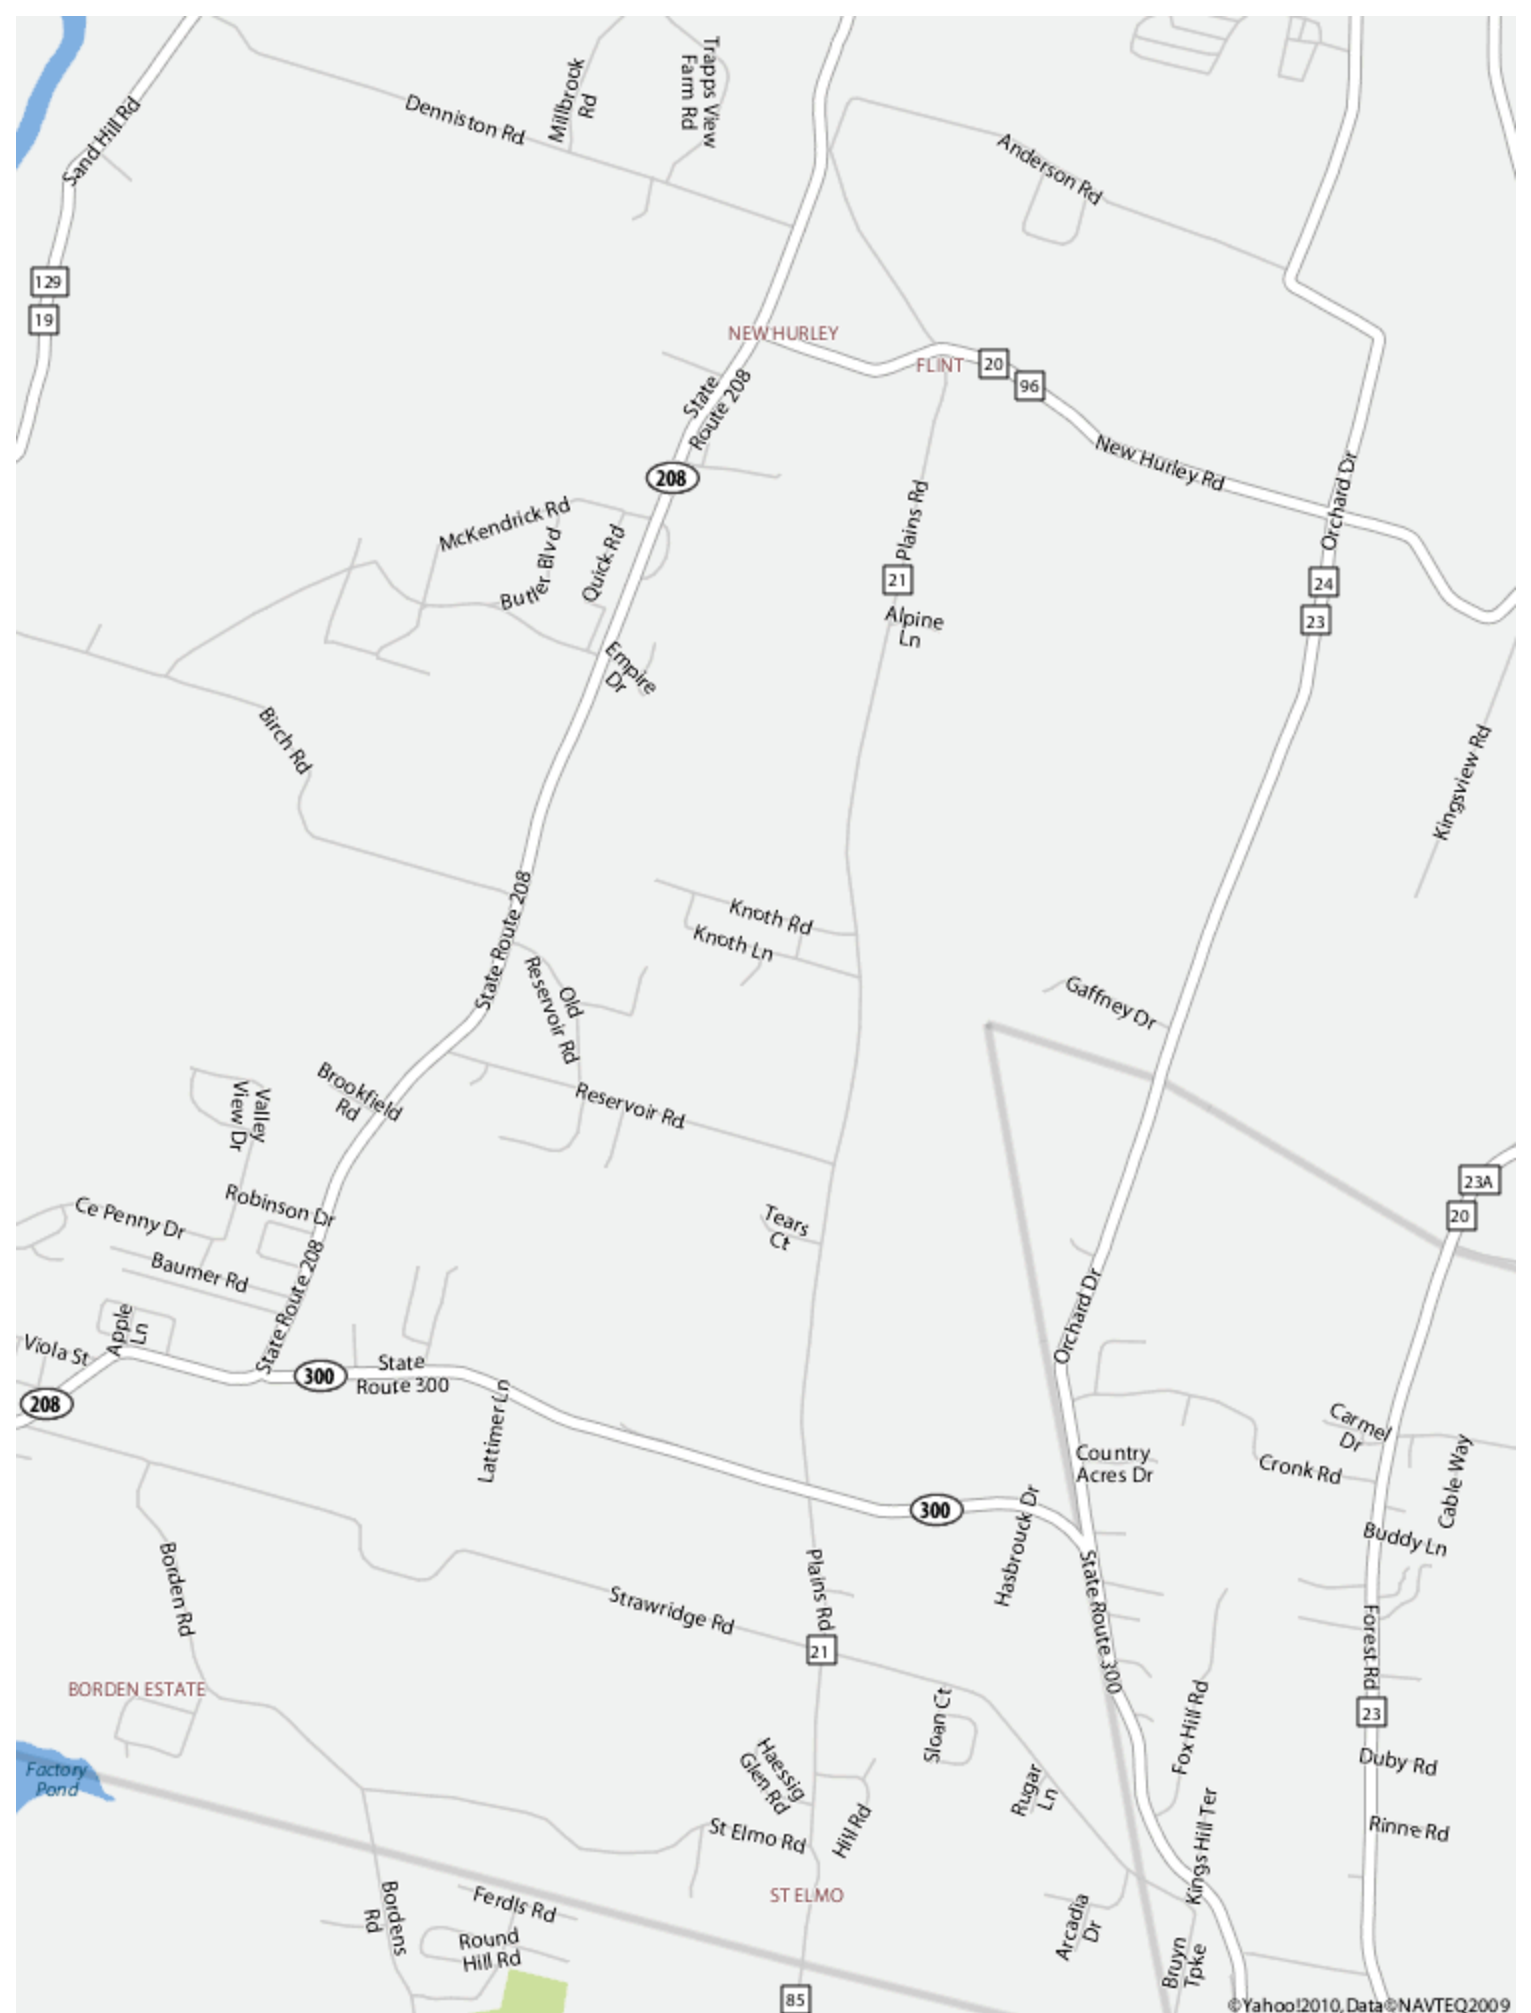 Trapps View
Farm Rd
Millbrook
Rd
Denniston Rd
Sand Hill Rd
Anderson Rd
129
19
NEW HURLEY
FLINT
20
96
State
Route 208
New Hurley Rd
Orchard Dr
208
McKendrick Rd
Butler Blvd
Quick Rd
Plains Rd
21
24
23
Alpine
Ln
Empire
Dr
Birch Rd
Kingsview Rd
State Route 208
Knoth Rd
Knoth Ln
Old
Reservoir Rd
Gaffney Dr
Brookfield
Rd
Valley
View Dr
Reservoir Rd
23A
20
Robinson Dr
Ce Penny Dr
Tears
Ct
Baumer Rd
State Route 208
Orchard Dr
Apple
Ln
Viola St
208
300
State
Route 300
Lattimer Ln
Carmel
Dr
Cronk Rd
Cable Way
Country
Acres Dr
300
Hasbrouck Dr
Buddy Ln
Borden Rd
Plains Rd
Strawridge Rd
21
State Route 300
Forest Rd
BORDEN ESTATE
Sloan Ct
Fox Hill Rd
23
Haessig
Glen Rd
Factory
Pond
Rugar
Ln
Duby Rd
St Elmo Rd
Hill Rd
Kings Hill Ter
Rinne Rd
ST ELMO
Bordens
Rd
Ferdls Rd
Round
Hill Rd
Arcadia
Dr
Bruyn
Tpke
85
©Yahoo!2010,Data©NAVTEQ2009